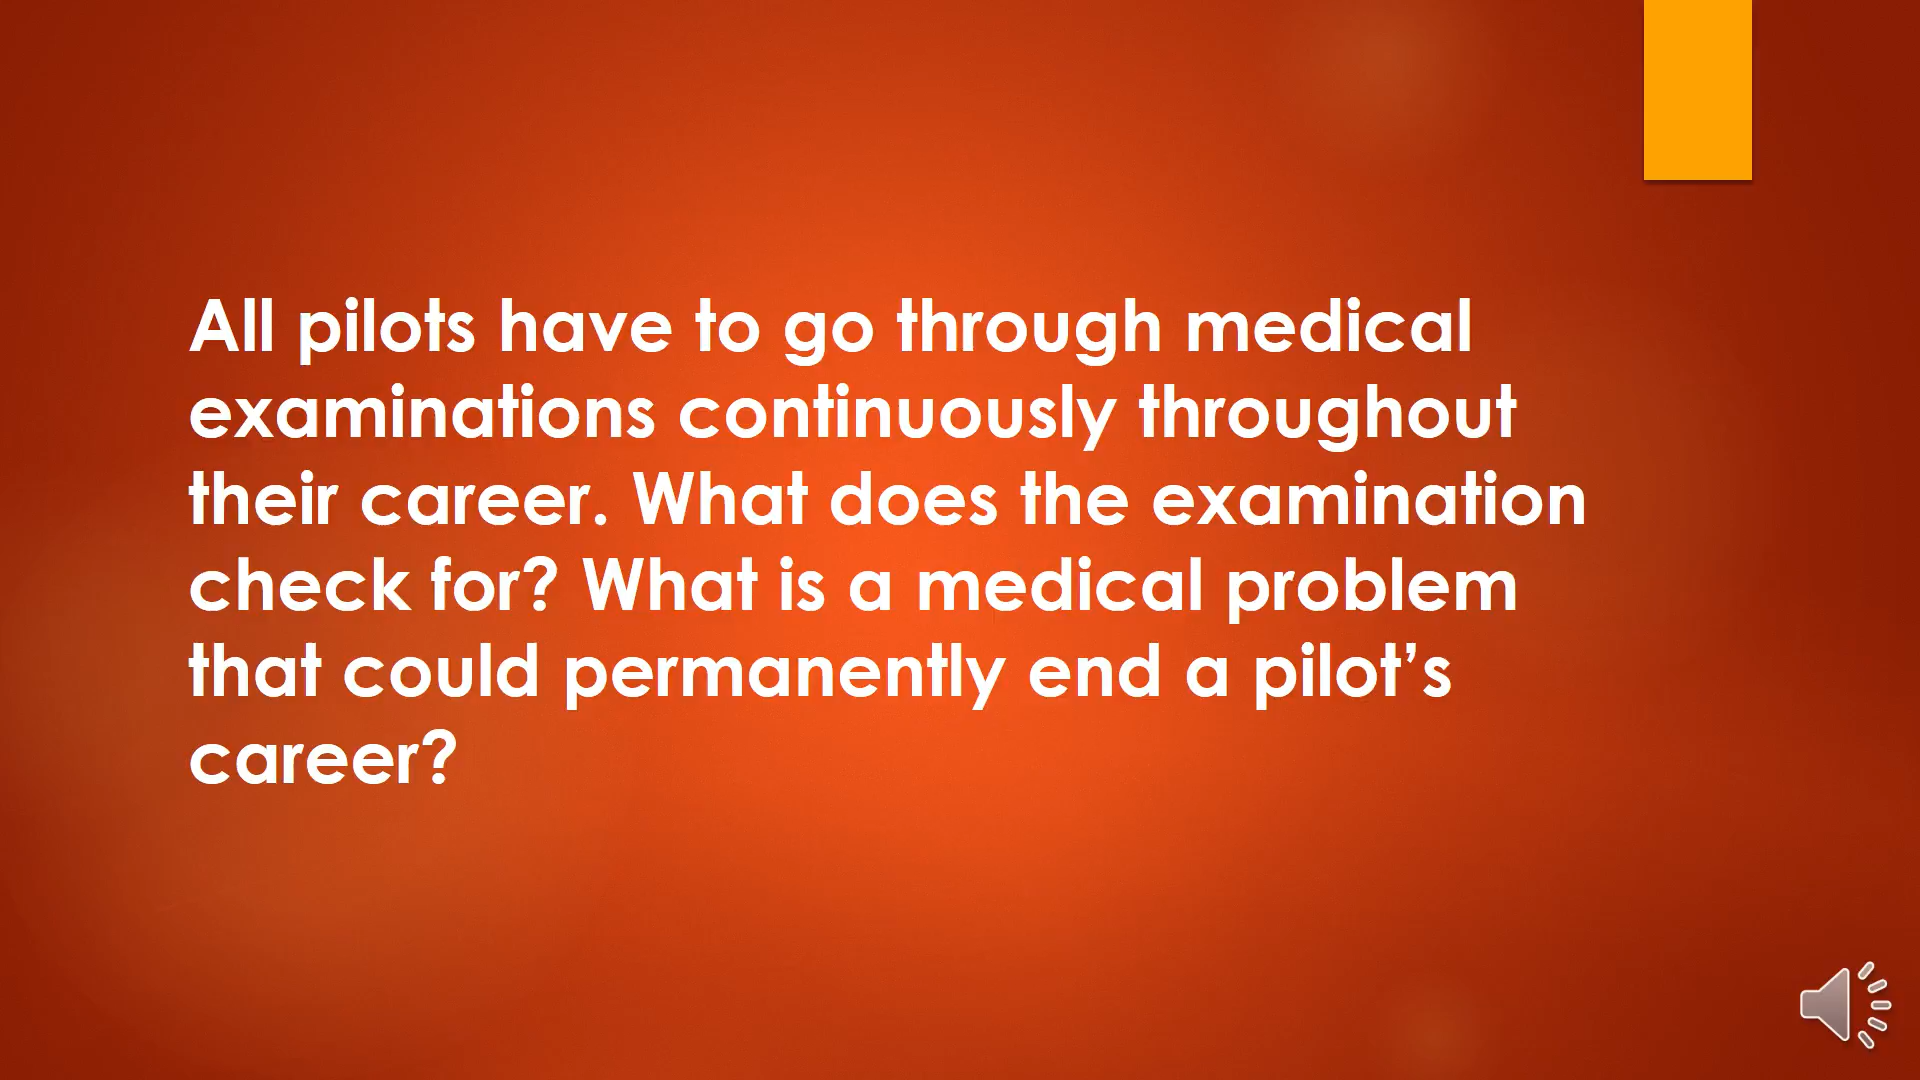 All pilots have to go through medical
examinations continuously throughout
their career. What does the examination
check for? What is a medical problem
that could permanently end a pilot’s
career?